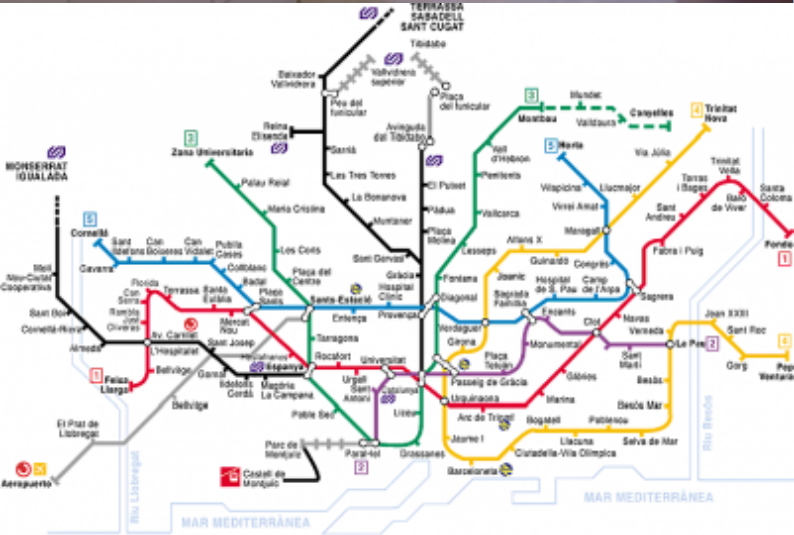 TERRASSA
SABADELL
SANT CUGAT
Tibidabo
Baixador
Vallvidrera
Vallvidrera
superior
Peu del
funicular
Plaça
del funicular
3
Montbau
Mundet
Valldaura
Canyelles
4
Trinitat
Nova
Reina
Elisenda
Avinguda
del Tibidabo
3
Zona Universitaria
Sarrià
5
Horta
Via Júlia
MONSERRAT
IGUALADA
Vall
d'Hebron
Penitents
Palau Reial
Les Tres Torres
El Putxet
Vilapicina
Llucmajor
Torras
i Bages
Trinitat
Vella
Santa
Coloma
Maria Cristina
La Bonanova
Pàdua
Vallcarca
Virrei Amat
Sant
Andreu
Baró
de Viver
5
Cornellà
Muntaner
Plaça
Molina
Maragall
Fondo
1
Gavarra
Sant
Ildefons
Can
Boixeres
Can
Vidalet
Pubilla
Cases
Les Corts
Sant Gervasi
Lesseps
Alfons X
Guinardó
Congrés
Fabra i Puig
Collblanc
Badal
Plaça del
Centre
Gràcia
Fontana
Joanic
Hospital
de S. Pau
Camp de
l'Arpa
Sagrera
Molí
Nou-Ciutat
Cooperativa
Florida
Can
Serra
Terrassa
Santa
Eulàlia
Plaça
Sants
Sants-Estació
Hospital
Clínic
Diagonal
Sagrada
Família
Encants
Sant Boi
Rambla
Just
Oliveras
Mercat
Nou
Entença
Provença
Verdaguer
Clot
Navas
Verneda
Joan XXIII
Cornellà-Riera
Almeda
Av. Carrilet
L'Hospitalet
Sant Josep
Tarragona
Girona
Monumental
Sant
Martí
La Pau
2
Sant Roc
Gorg
4
Pep
Ventura
1
Feixa
Llarga
Bellvitge
Gornal
Ildefons
Cerdà
Magòria
La Campana
Espanya
Rocafort
Urgell
Universitat
Sant
Antoni
Catalunya
Plaça
Tetuán
Passeig de Gràcia
Glòries
Besòs
Bellvitge
Poble Sec
Liceu
Urquinaona
Arc de Triomf
Marina
Besòs Mar
El Prat de
Llobregat
Jaume I
Bogatell
Poblenou
Llacuna
Selva de Mar
Ciutadella-Vila Olímpica
Parc de
Montjuïc
Paral·lel
2
Drassanes
Barceloneta
Aeropuerto
Castell de
Montjuïc
Riu Llobregat
Riu Besòs
MAR MEDITERRÀNEA
MAR MEDITERRÀNEA